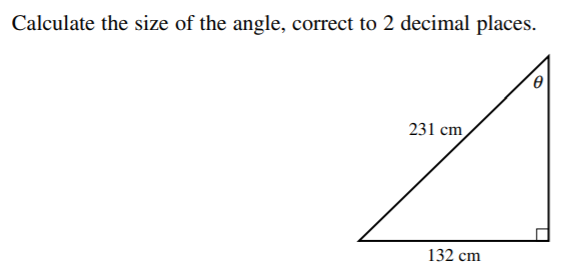 Calculate the size of the angle, correct to 2 decimal places.
θ
231 cm
132 cm